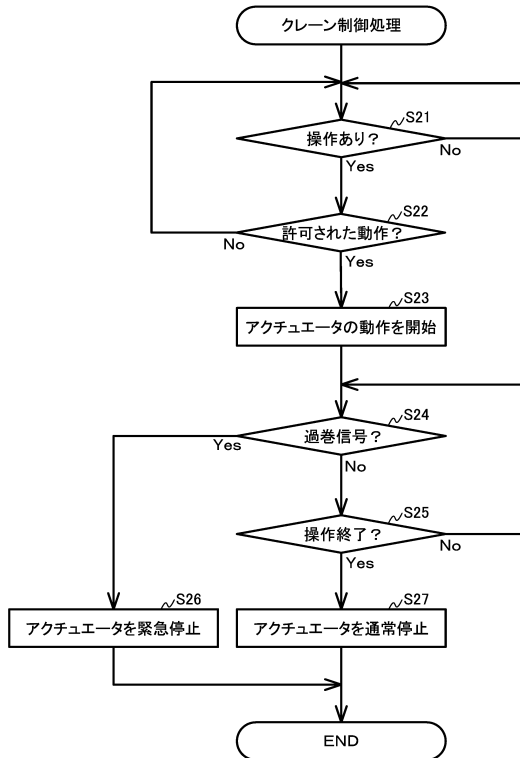 クレーン制御処理
S21
操作あり？
No
Yes
S22
許可された動作？
No
Yes
S23
アクチュエータの動作を開始
S24
過巻信号？
Yes
No
S25
操作終了？
No
Yes
S26
アクチュエータを緊急停止
S27
アクチュエータを通常停止
END